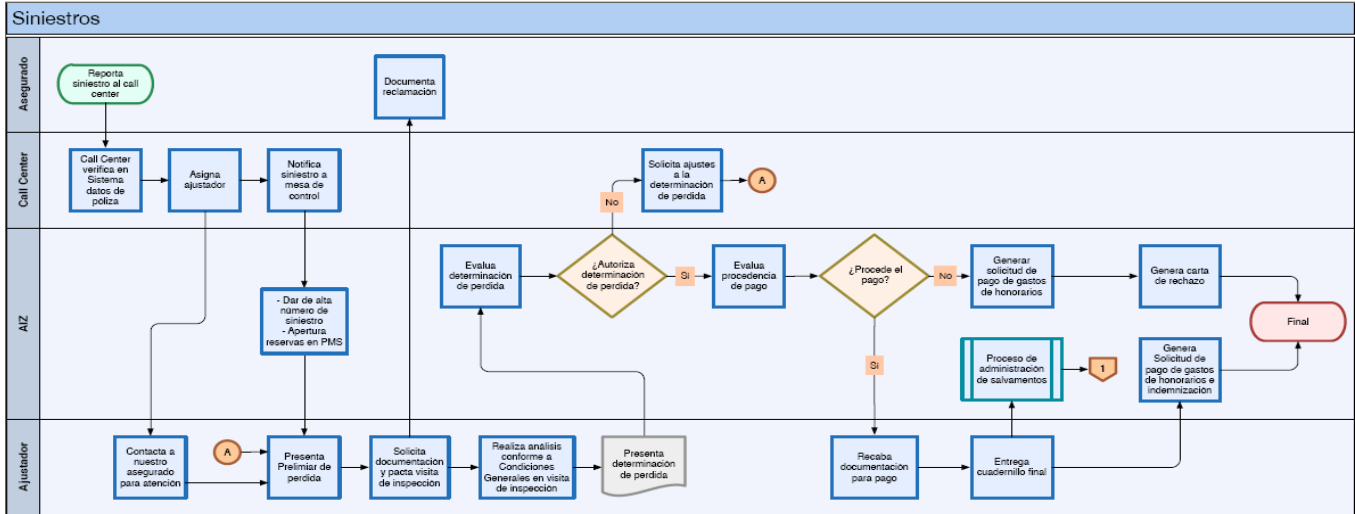 Siniestros
Asegurado
Reporta
siniestro al call
center
Documenta
reclamación
Call Center
Call Center
verifica en
Sistema
datos de
póliza
Asigna
ajustador
Notifica
siniestro a
mesa de
control
Solicita ajustes
a la
determinación
de perdida
A
No
AIZ
Evalua
determinación
de perdida
¿Autoriza
determinación
de perdida?
Si
Evalua
procedencia
de pago
¿Procede el
pago?
No
Generar
solicitud de
pago de gastos
de honorarios
Genera carta
de rechazo
Final
- Dar de alta
número de
siniestro
- Apertura
reservas en PMS
Si
Proceso de
administración
de salvamentos
1
Genera
Solicitud de
pago de gastos
de honorarios e
indemnización
Ajustador
Contacta a
nuestro
asegurado
para atención
A
Presenta
Prelimiar de
perdida
Solicita
documentación
y pacta visita
de inspección
Realiza análisis
conforme a
Condiciones
Generales en visita
de inspección
Presenta
determinación
de perdida
Recaba
documentación
para pago
Entrega
cuadernillo final